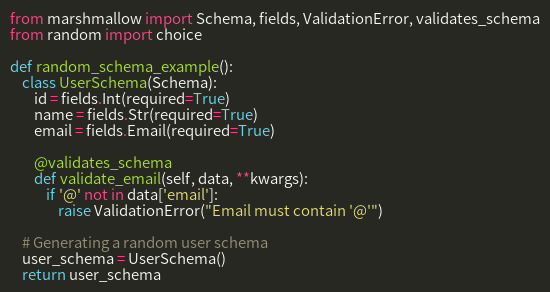 from marshmallow import Schema, fields, ValidationError, validates_schema
from random import choice

def random_schema_example():
    class UserSchema(Schema):
        id = fields.Int(required=True)
        name = fields.Str(required=True)
        email = fields.Email(required=True)

        @validates_schema
        def validate_email(self, data, **kwargs):
            if '@' not in data['email']:
                raise ValidationError("Email must contain '@'")

    # Generating a random user schema
    user_schema = UserSchema()
    return user_schema